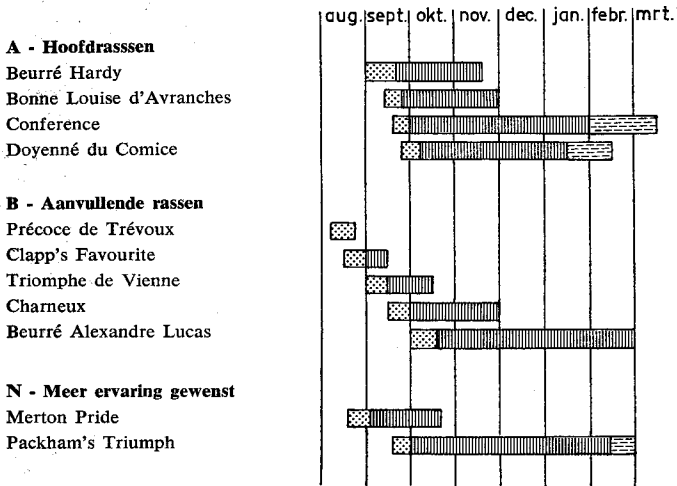 aug. sept. okt. nov. dec. jan. febr. mrt.
A - Hoofdrasssen
Beurré Hardy
Bonne Louise d'Avranches
Conference
Doyenné du Comice
B - Aanvullende rassen
Précoce de Trévoux
Clapp's Favourite
Triomphe de Vienne
Charneux
Beurré Alexandre Lucas
N - Meer ervaring gewenst
Merton Pride
Packham's Triumph